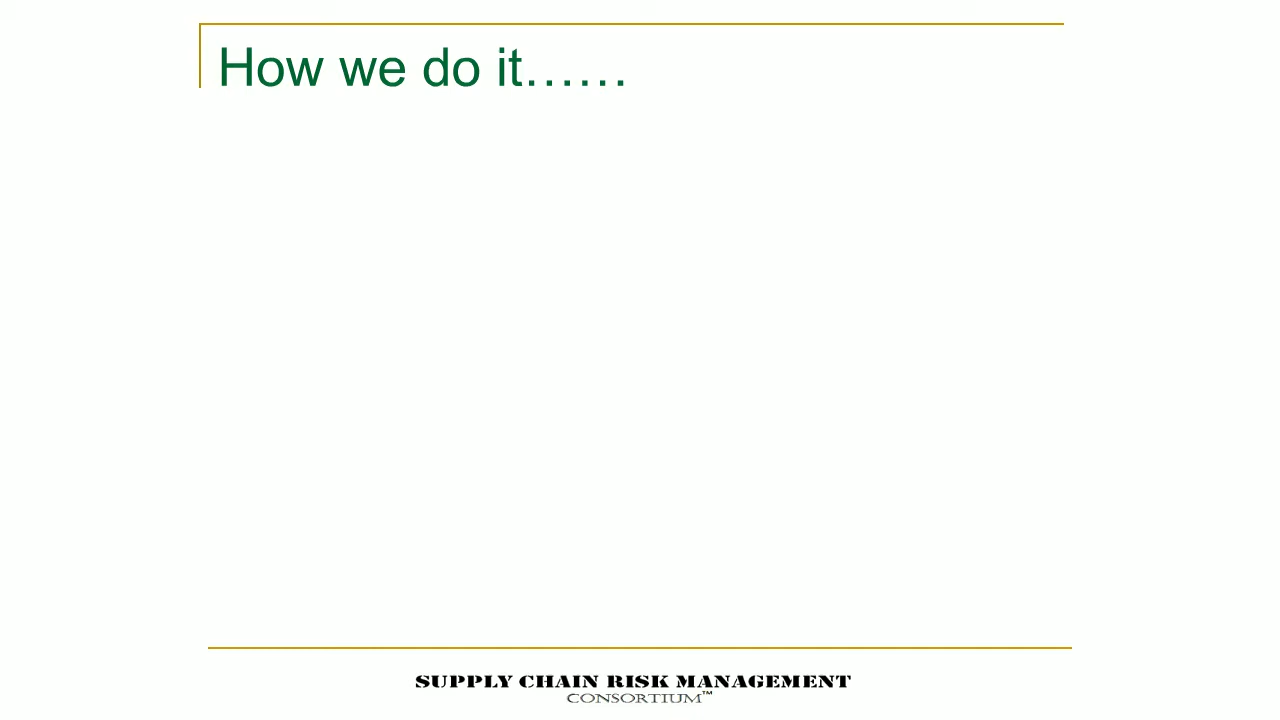 How we do it......
SUPPLY CHAIN RISK MANAGEMENT
CONSORTIUM™